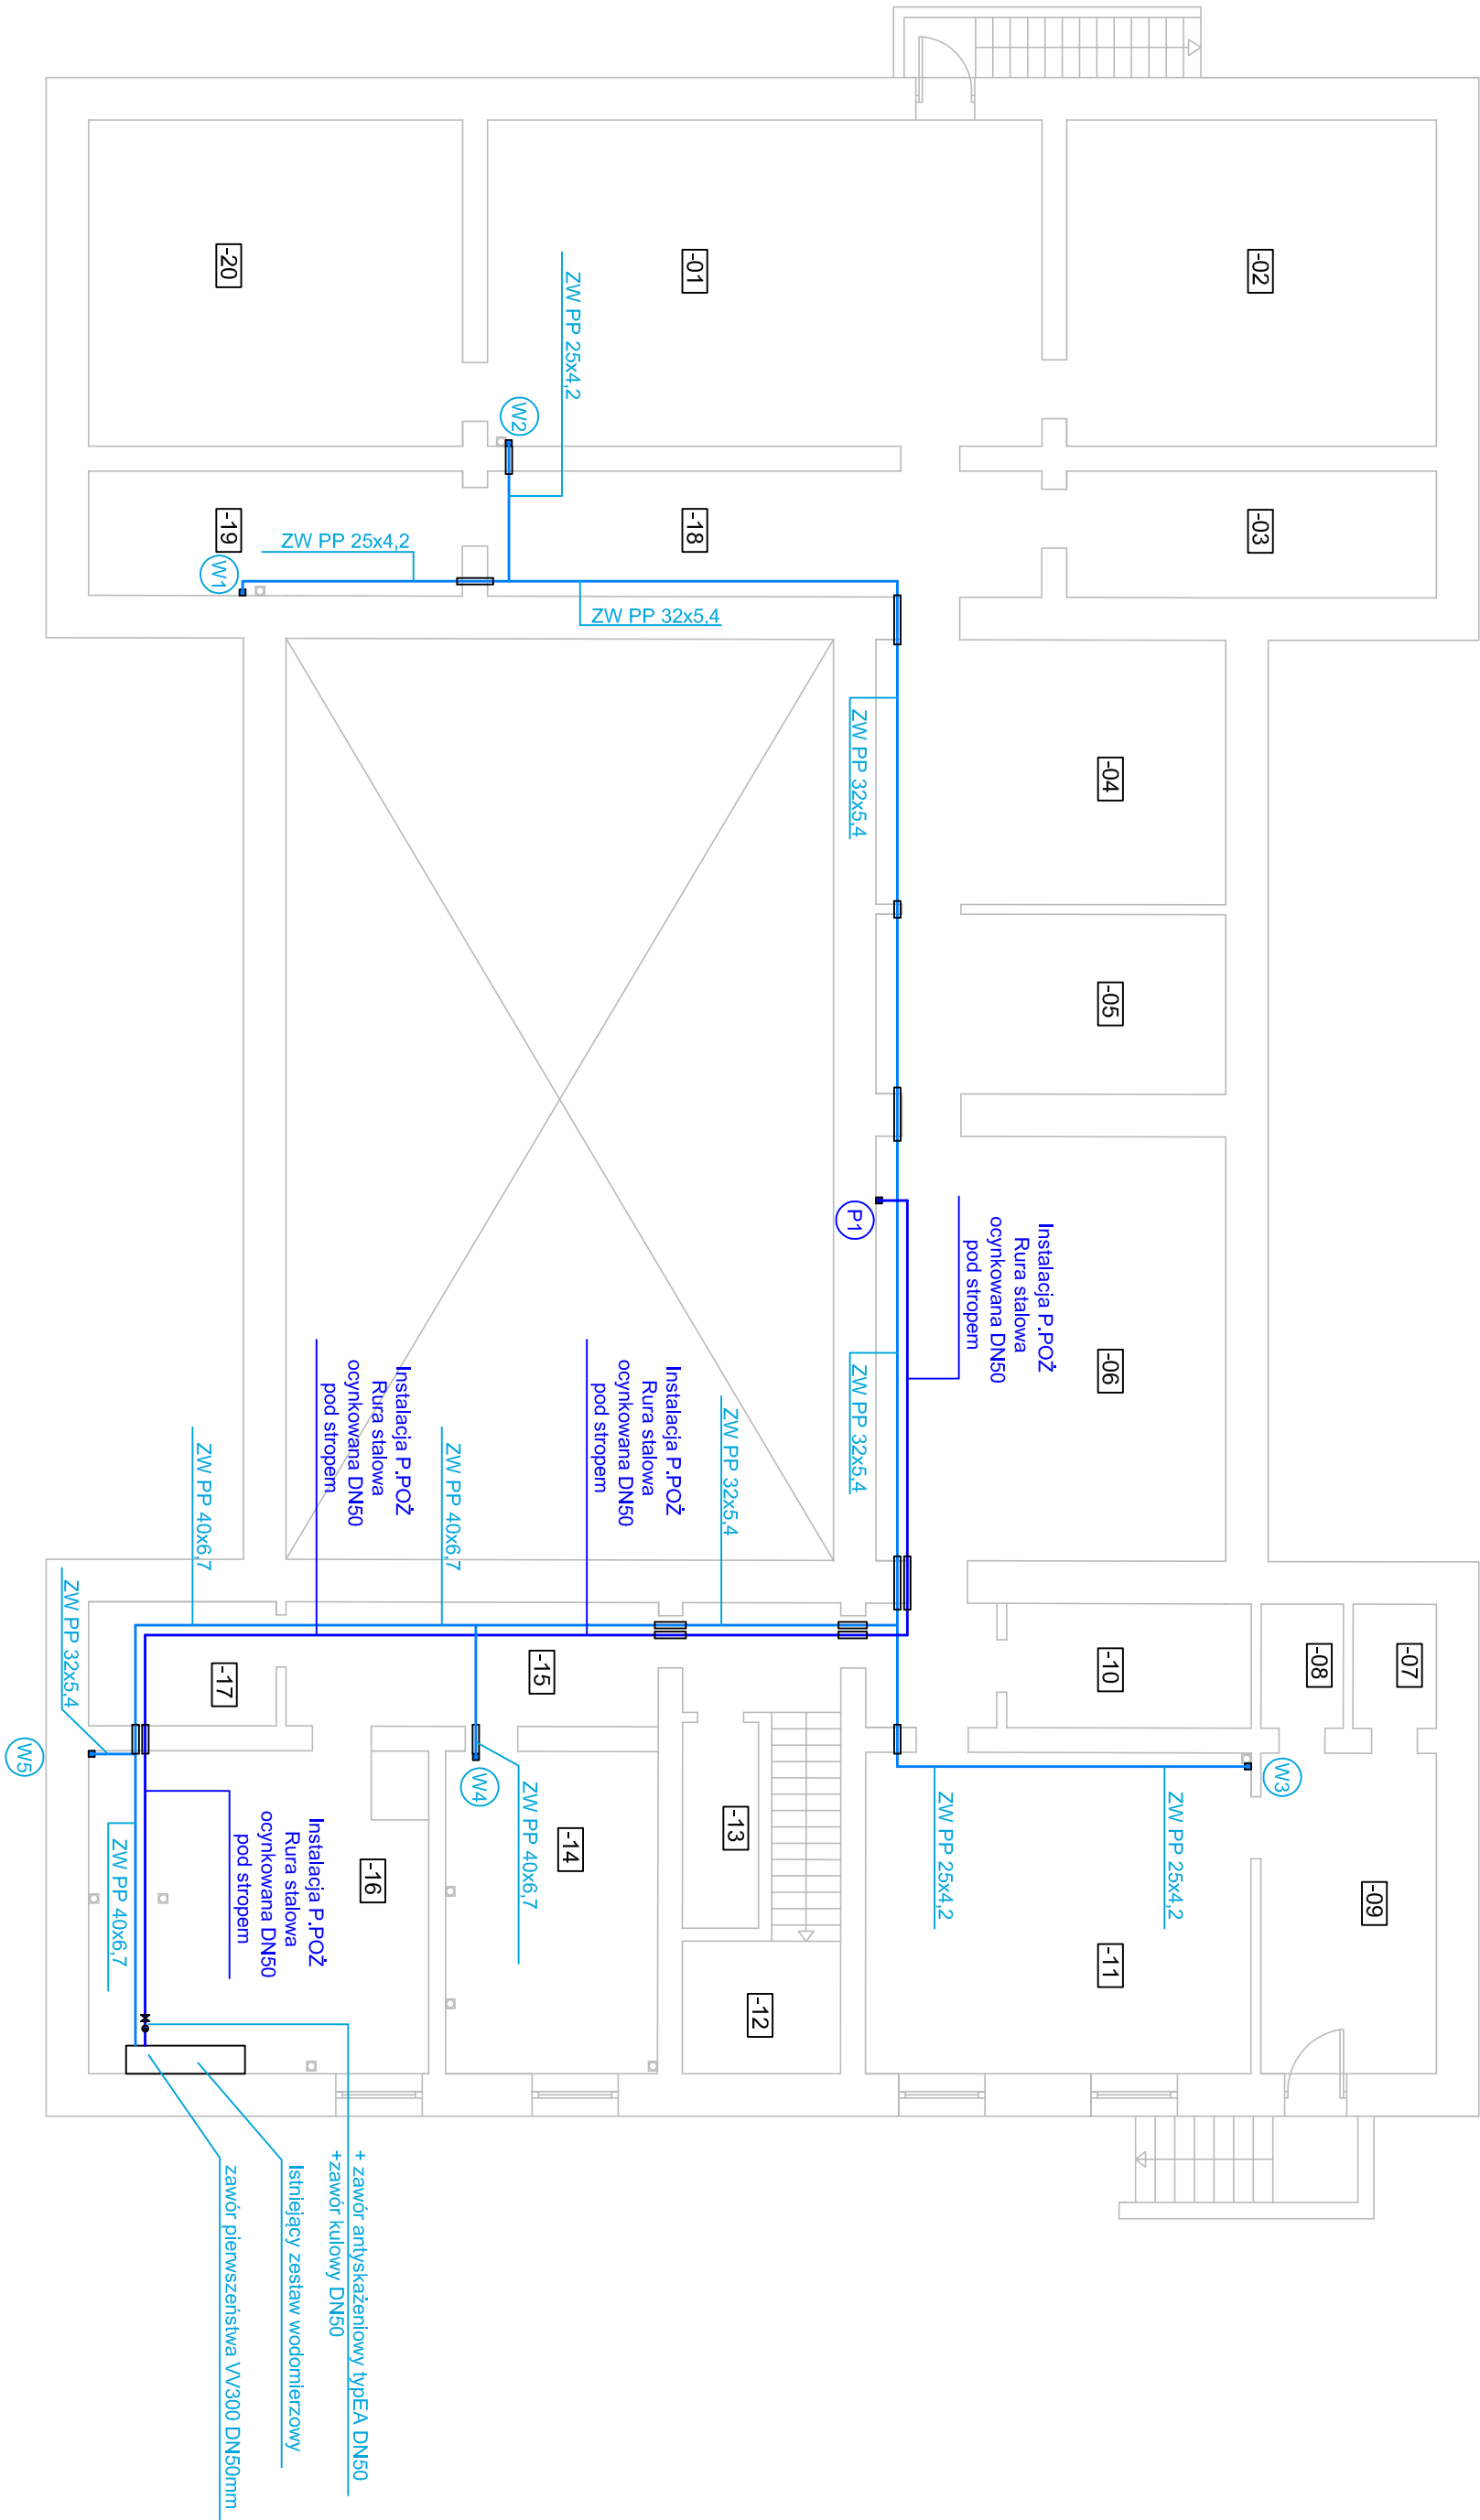 -20
-01
-02
ZW PP 25x4,2
W2
-19
-18
-03
ZW PP 25x4,2
W1
ZW PP 32x5,4
ZW PP 32x5,4
-04
-05
P1
Instalacja P.POŻ
Rura stalowa
ocynkowana DN50
pod stropem
-06
ZW PP 32x5,4
Instalacja P.POŻ
Rura stalowa
ocynkowana DN50
pod stropem
Instalacja P.POŻ
Rura stalowa
ocynkowana DN50
pod stropem
ZW PP 32x5,4
ZW PP 40x6,7
ZW PP 40x6,7
ZW PP 32x5,4
-17
-15
-10
-08
-07
W5
W4
W3
ZW PP 40x6,7
ZW PP 25x4,2
ZW PP 25x4,2
-13
-14
-16
-09
-11
-12
Instalacja P.POŻ
Rura stalowa
ocynkowana DN50
pod stropem
ZW PP 40x6,7
+ zawór antyskażeniowy typEA DN50
+zawór kulowy DN50
Istniejący zestaw wodomierzowy
zawór pierwszeństwa VV300 DN50mm